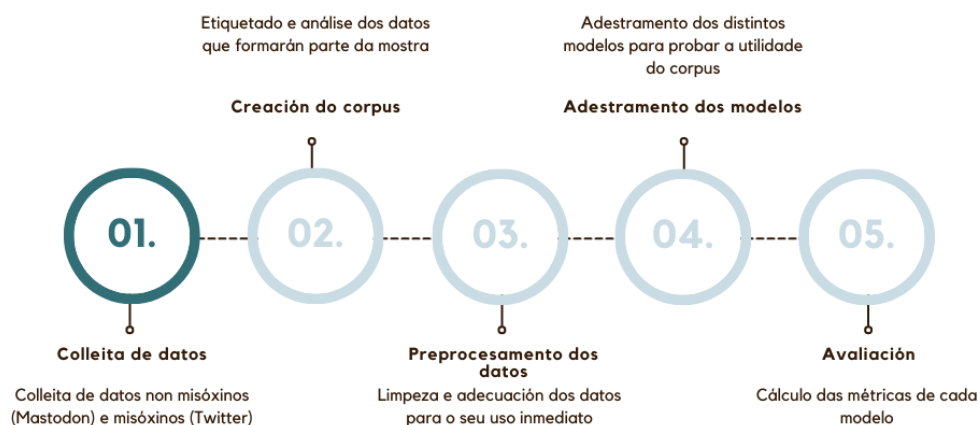 Etiquetado e análise dos datos
que formarán parte da mostra
Creación do corpus
Adestramento dos distintos
modelos para probar a utilidade
do corpus
Adestramento dos modelos
01.
02.
03.
04.
05.
Colleita de datos
Colleita de datos non misóxinos
(Mastodon) e misóxinos (Twitter)
Preprocesamento dos
datos
Limpeza e adecuación dos datos
para o seu uso inmediato
Avaliación
Cálculo das métricas de cada
modelo